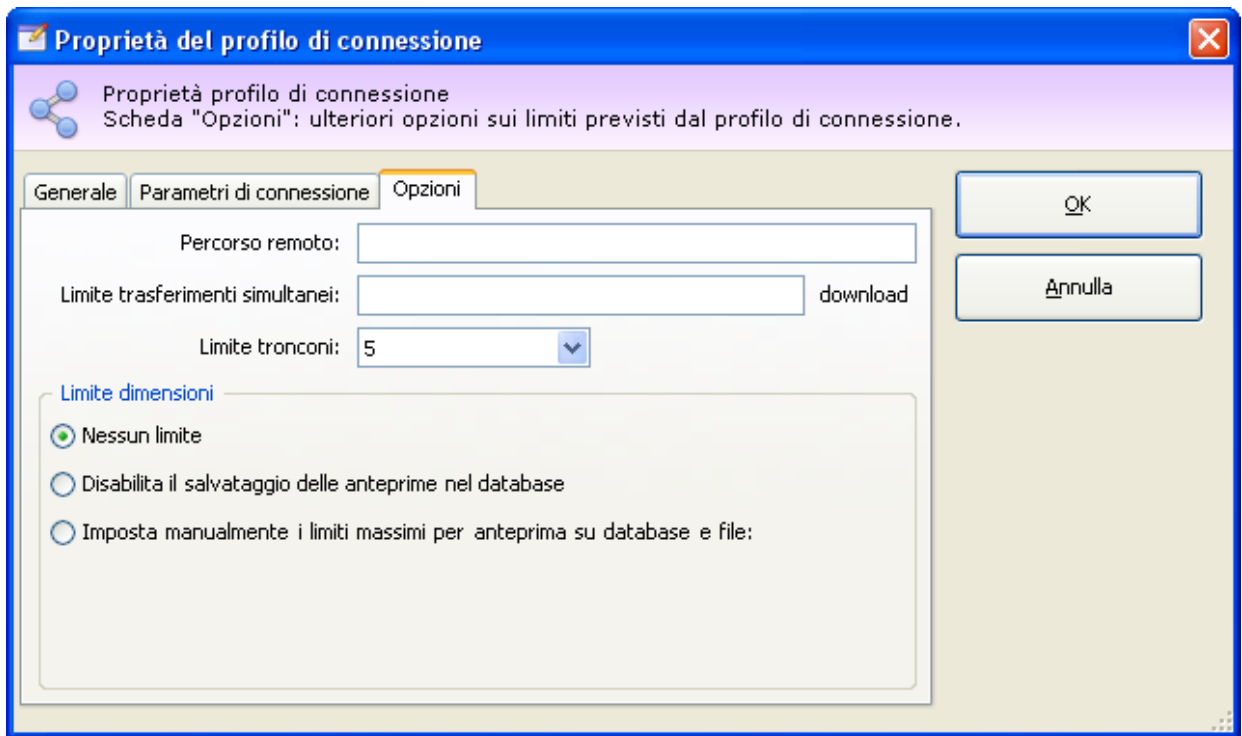 Proprietà del profilo di connessione
Proprietà profilo di connessione
Scheda "Opzioni": ulteriori opzioni sui limiti previsti dal profilo di connessione.
Generale Parametri di connessione Opzioni
OK
Percorso remoto:
Annulla
Limite trasferimenti simultanei: download
Limite tronconi: 5
Limite dimensioni
Nessun limite
Disabilita il salvataggio delle anteprime nel database
Imposta manualmente i limiti massimi per anteprima su database e file: